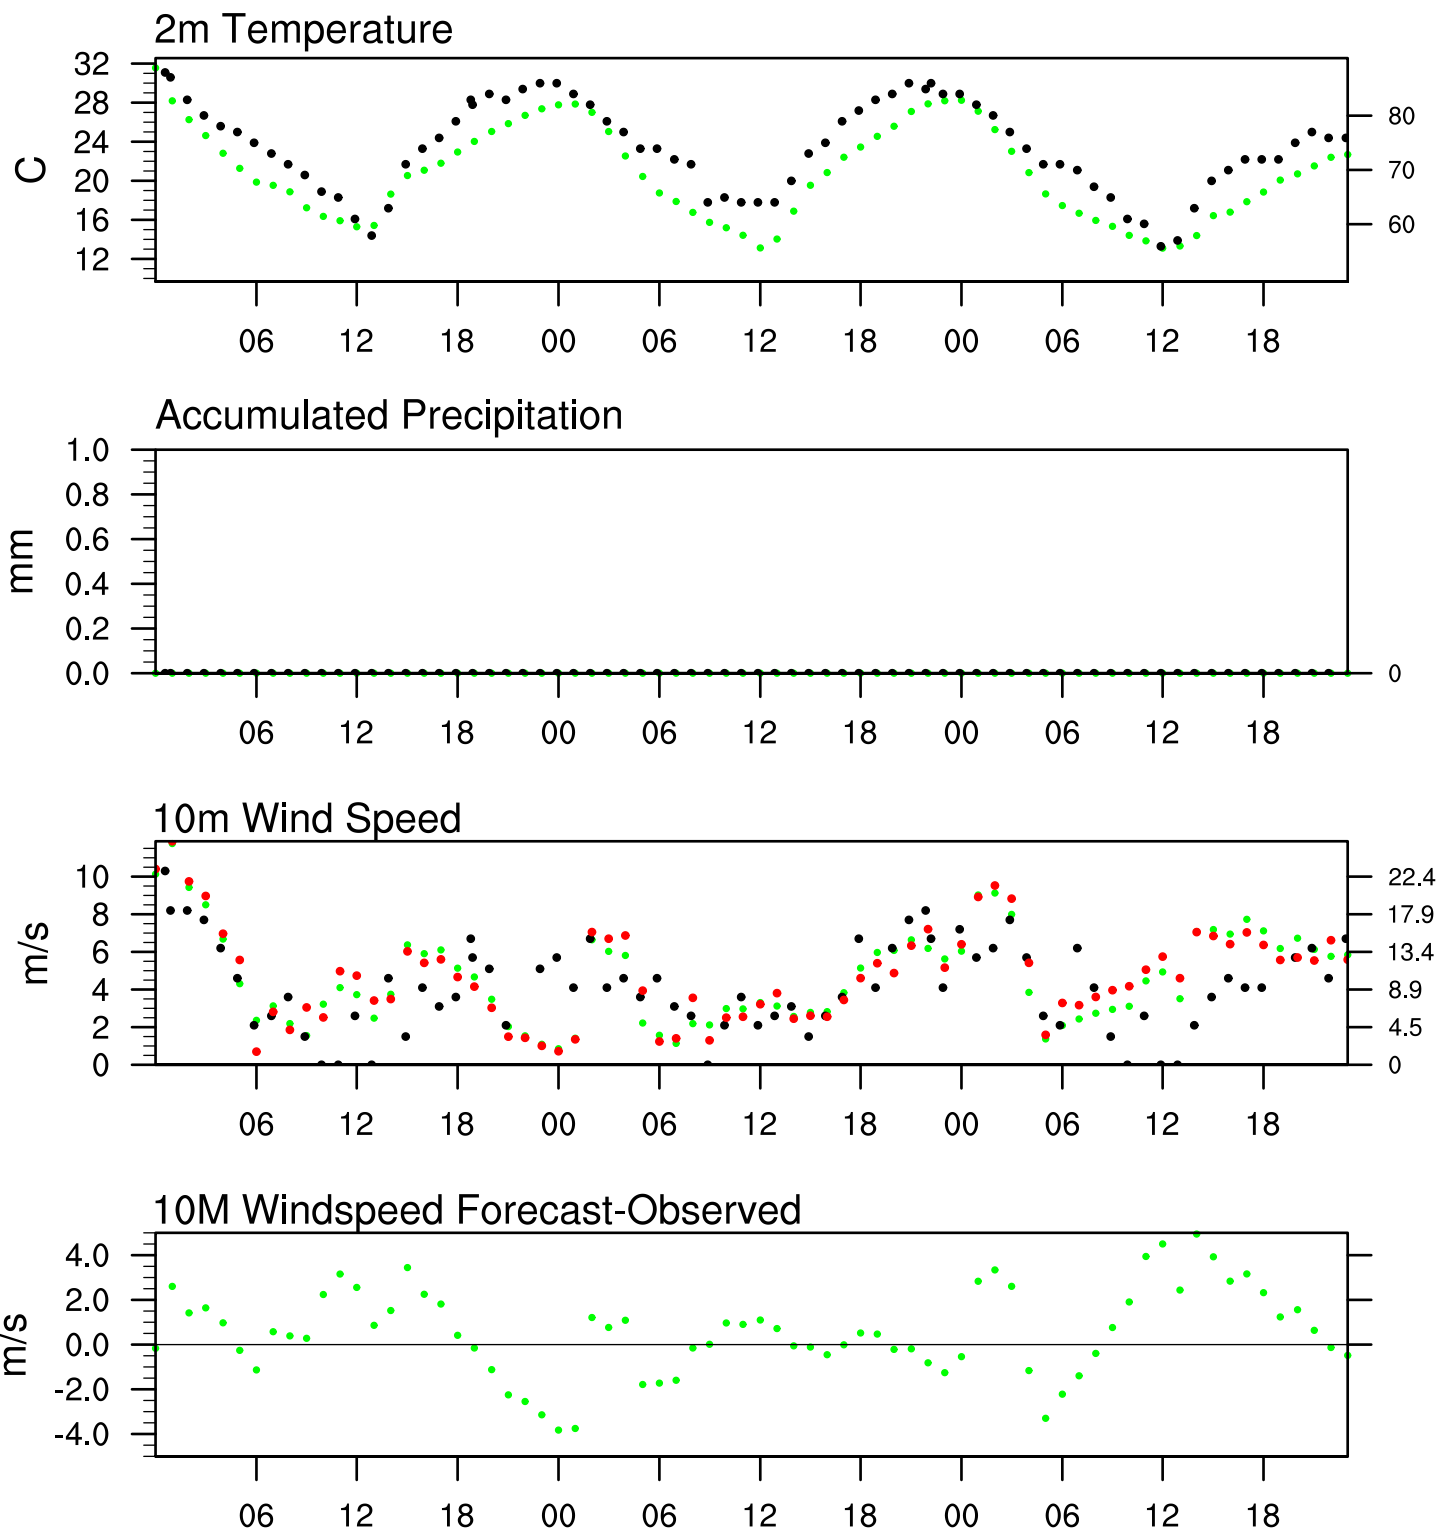 2m Temperature
32
28
24
20
16
12
C
80
70
60
06 12 18 00 06 12 18 00 06 12 18
Accumulated Precipitation
1.0
0.8
0.6
0.4
0.2
0.0
mm
0
06 12 18 00 06 12 18 00 06 12 18
10m Wind Speed
10
8
6
4
2
0
m/s
22.4
17.9
13.4
8.9
4.5
0
06 12 18 00 06 12 18 00 06 12 18
10M Windspeed Forecast-Observed
4.0
2.0
0.0
-2.0
-4.0
m/s
06 12 18 00 06 12 18 00 06 12 18